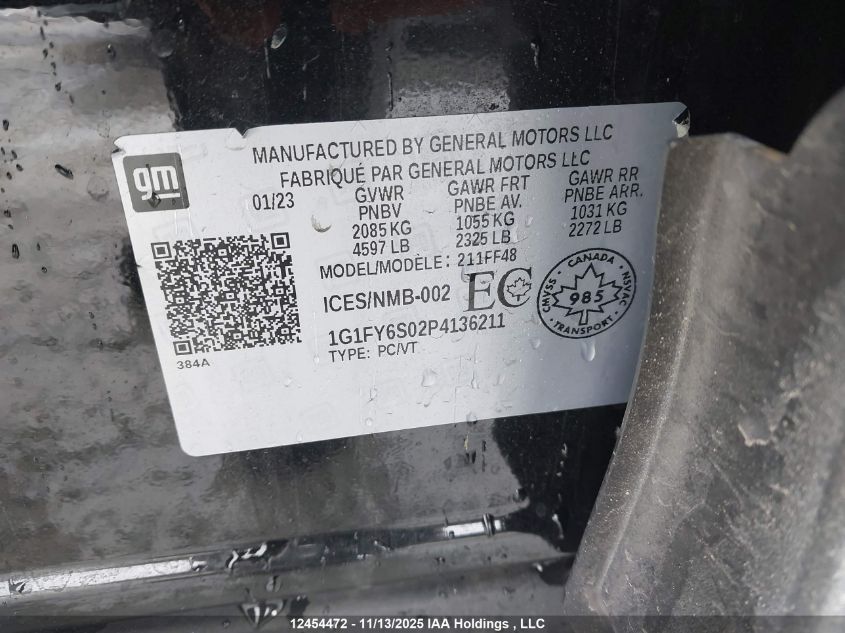 gm
MANUFACTURED BY GENERAL MOTORS LLC
FABRIQUÉ PAR GENERAL MOTORS LLC
01/23
GVWR
PNBV
2085 KG
4597 LB
GAWR FRT
PNBE AV.
1055 KG
2325 LB
GAWR RR
PNBE ARR.
1031 KG
2272 LB
MODEL/MODÈLE : 211FF48
ICES/NMB-002
EC
CANADA
CMVSS
985
NSVAC
TRANSPORT
1G1FY6S02P4136211
TYPE: PC/VT
384A
12454472 - 11/13/2025 IAA Holdings , LLC